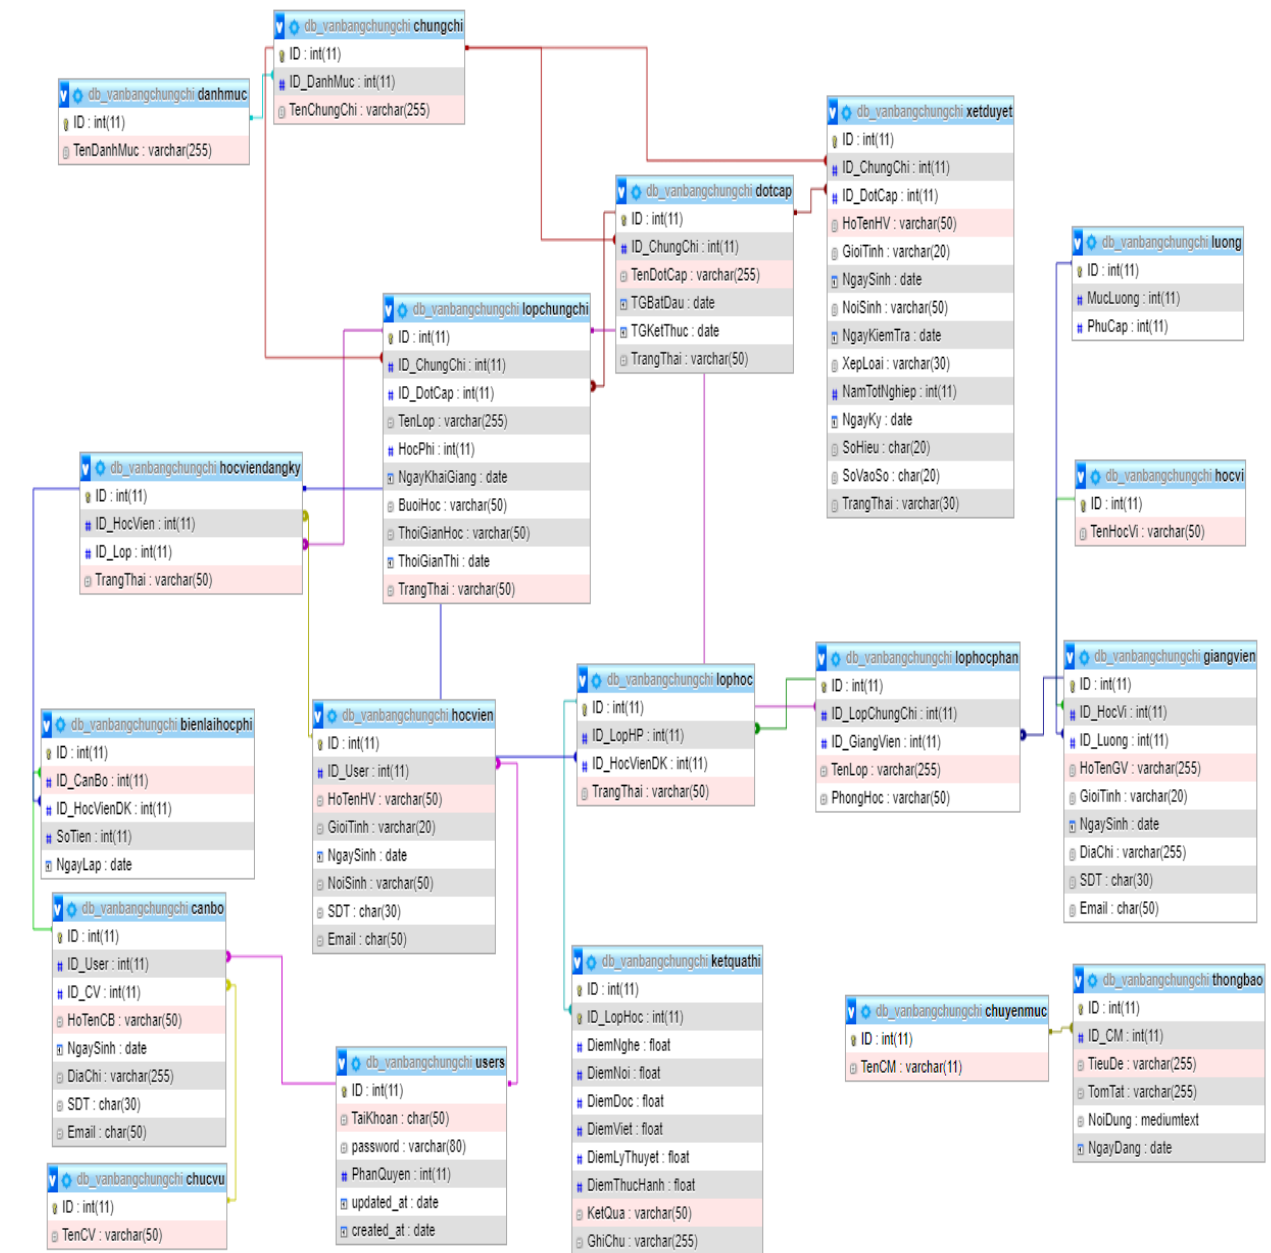 db_vanbangchungchi chungchi
ID : int(11)
ID_DanhMuc : int(11)
TenChungChi : varchar(255)
db_vanbangchungchi danhmuc
ID : int(11)
TenDanhMuc : varchar(255)
db_vanbangchungchi xetduyet
ID : int(11)
ID_ChungChi : int(11)
ID_DotCap : int(11)
HoTenHV : varchar(50)
GioiTinh : varchar(20)
NgaySinh : date
NoiSinh : varchar(50)
NgayKiemTra : date
XepLoai : varchar(30)
NamTotNghiep : int(11)
NgayKy : date
SoHieu : char(20)
SoVaoSo : char(20)
TrangThai : varchar(30)
db_vanbangchungchi dotcap
ID : int(11)
ID_ChungChi : int(11)
TenDotCap : varchar(255)
TGBatDau : date
TGKetThuc : date
TrangThai : varchar(50)
db_vanbangchungchi luong
ID : int(11)
MucLuong : int(11)
PhuCap : int(11)
db_vanbangchungchi lopchungchi
ID : int(11)
ID_ChungChi : int(11)
ID_DotCap : int(11)
TenLop : varchar(255)
HocPhi : int(11)
NgayKhaiGiang : date
BuoiHoc : varchar(50)
ThoiGianHoc : varchar(50)
ThoiGianThi : date
TrangThai : varchar(50)
db_vanbangchungchi hocviendangky
ID : int(11)
ID_HocVien : int(11)
ID_Lop : int(11)
TrangThai : varchar(50)
db_vanbangchungchi hocvi
ID : int(11)
TenHocVi : varchar(50)
db_vanbangchungchi giangvien
ID : int(11)
ID_HocVi : int(11)
ID_Luong : int(11)
HoTenGV : varchar(255)
GioiTinh : varchar(20)
NgaySinh : date
DiaChi : varchar(255)
SDT : char(30)
Email : char(50)
db_vanbangchungchi lophocphan
ID : int(11)
ID_LopChungChi : int(11)
ID_GiangVien : int(11)
TenLop : varchar(255)
PhongHoc : varchar(50)
db_vanbangchungchi lophoc
ID : int(11)
ID_LopHP : int(11)
ID_HocVienDK : int(11)
TrangThai : varchar(50)
db_vanbangchungchi hocvien
ID : int(11)
ID_User : int(11)
HoTenHV : varchar(50)
GioiTinh : varchar(20)
NgaySinh : date
NoiSinh : varchar(50)
SDT : char(30)
Email : char(50)
db_vanbangchungchi bienlaihocphi
ID : int(11)
ID_CanBo : int(11)
ID_HocVienDK : int(11)
SoTien : int(11)
NgayLap : date
db_vanbangchungchi canbo
ID : int(11)
ID_User : int(11)
ID_CV : int(11)
HoTenCB : varchar(50)
NgaySinh : date
DiaChi : varchar(255)
SDT : char(30)
Email : char(50)
db_vanbangchungchi ketquathi
ID : int(11)
ID_LopHoc : int(11)
DiemNghe : float
DiemNoi : float
DiemDoc : float
DiemViet : float
DiemLyThuyet : float
DiemThucHanh : float
KetQua : varchar(50)
GhiChu : varchar(255)
db_vanbangchungchi chuyenmuc
ID : int(11)
TenCM : varchar(11)
db_vanbangchungchi thongbao
ID : int(11)
ID_CM : int(11)
TieuDe : varchar(255)
TomTat : varchar(255)
NoiDung : mediumtext
NgayDang : date
db_vanbangchungchi users
ID : int(11)
TaiKhoan : char(50)
password : varchar(80)
PhanQuyen : int(11)
updated_at : date
created_at : date
db_vanbangchungchi chucvu
ID : int(11)
TenCV : varchar(50)